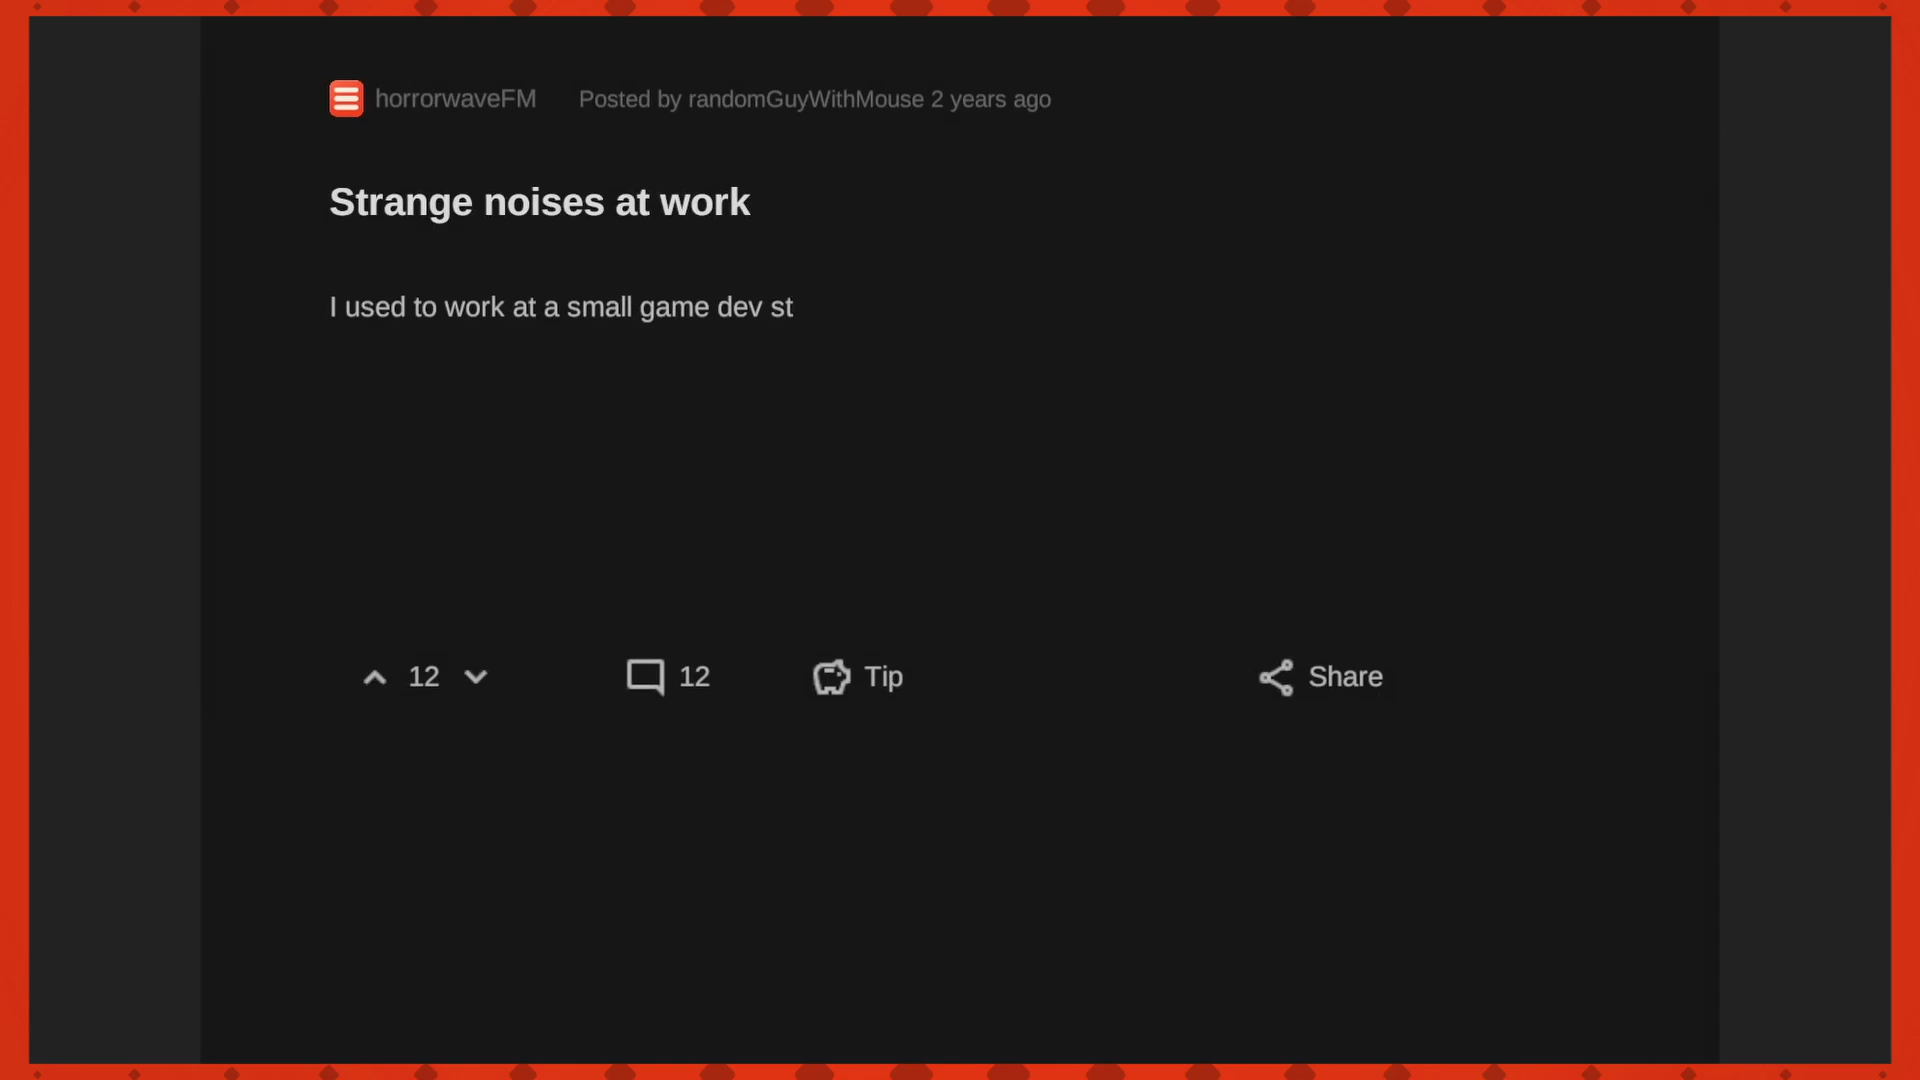 horrorwaveFM Posted by randomGuyWithMouse 2 years ago
Strange noises at work
I used to work at a small game dev st
12 12 Tip Share